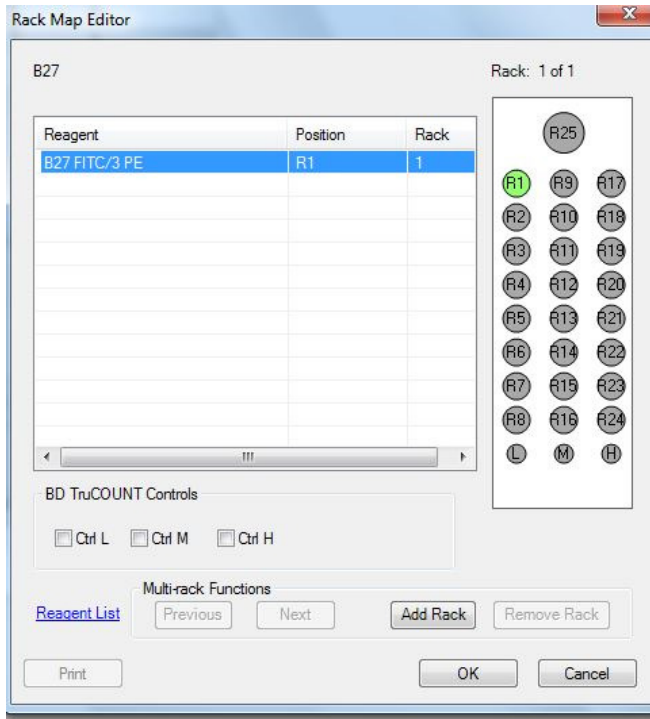 Rack Map Editor
B27
Rack: 1 of 1
Reagent Position Rack
B27 FITC/3 PE R1 1
R25
R1 R9 R17
R2 R10 R18
R3 R11 R19
R4 R12 R20
R5 R13 R21
R6 R14 R22
R7 R15 R23
R8 R16 R24
L M H
BD TruCOUNT Controls
Ctrl L Ctrl M Ctrl H
Multi-rack Functions
Reagent List Previous Next Add Rack Remove Rack
Print OK Cancel